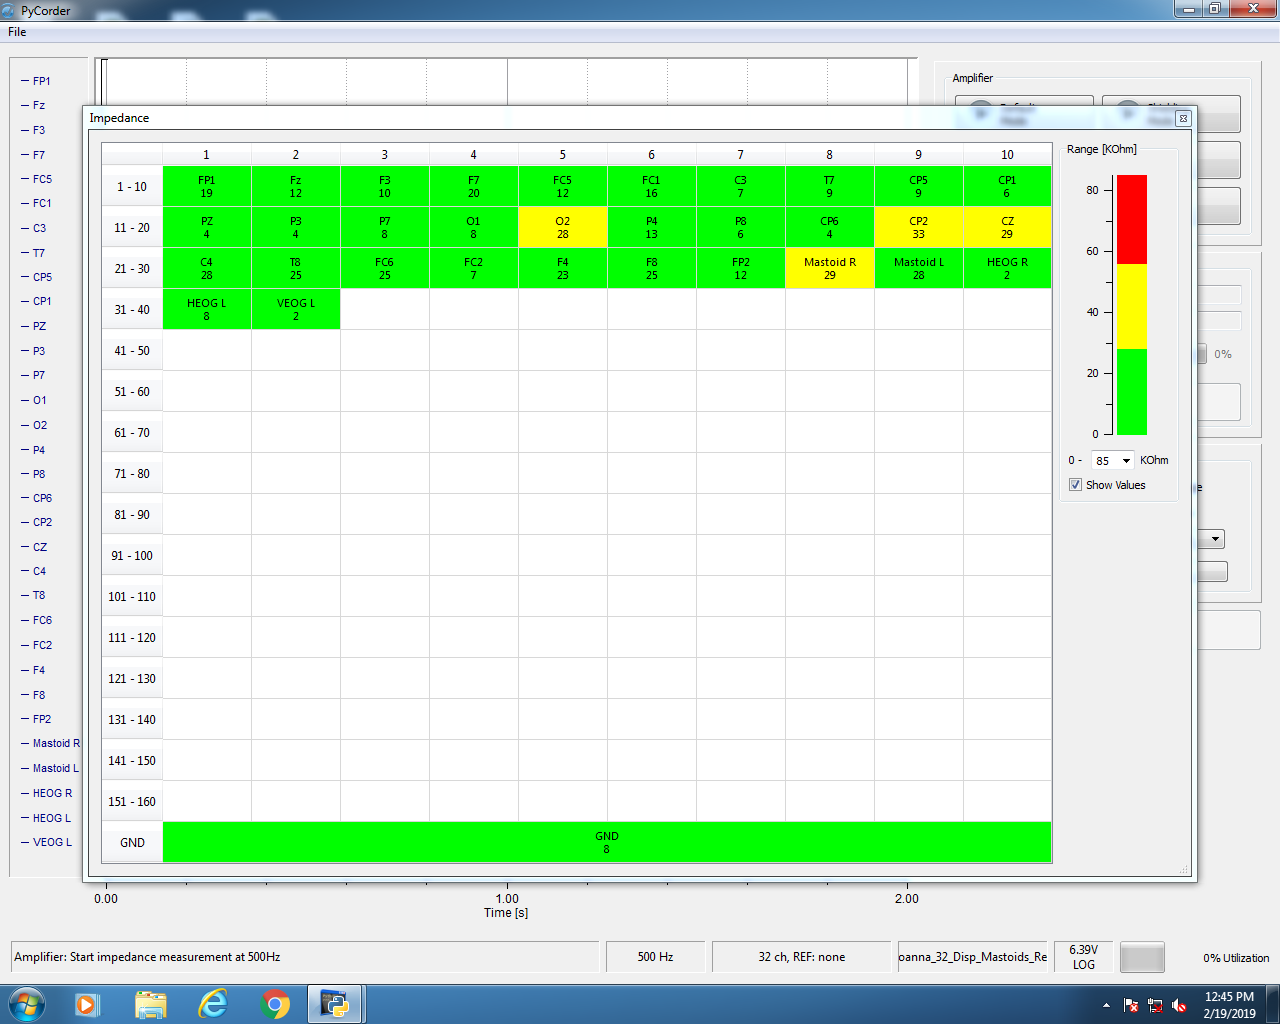 PyCorder
File
Amplifier
FP1
Fz
F3
F7
FC5
FC1
C3
T7
CP5
CP1
PZ
P3
P7
O1
O2
P4
P8
CP6
CP2
CZ
C4
T8
FC6
FC2
F4
F8
FP2
Mastoid R
Mastoid L
HEOG R
HEOG L
VEOG L
Impedance
1 2 3 4 5 6 7 8 9 10
1 - 10 FP1 Fz F3 F7 FC5 FC1 C3 T7 CP5 CP1
19 12 10 20 12 16 7 9 9 6
11 - 20 PZ P3 P7 O1 O2 P4 P8 CP6 CP2 CZ
4 4 8 8 28 13 6 4 33 29
21 - 30 C4 T8 FC6 FC2 F4 F8 FP2 Mastoid R Mastoid L HEOG R
28 25 25 7 23 25 12 29 28 2
31 - 40 HEOG L VEOG L
8 2
41 - 50
51 - 60
61 - 70
71 - 80
81 - 90
91 - 100
101 - 110
111 - 120
121 - 130
131 - 140
141 - 150
151 - 160
GND GND
8
Range [KOhm]
80
60
40
20
0
0 - 85 KOhm
Show Values
0%
0.00 1.00 2.00
Time [s]
Amplifier: Start impedance measurement at 500Hz
500 Hz
32 ch, REF: none
oanna_32_Disp_Mastoids_Re
6.39V
LOG
0% Utilization
12:45 PM
2/19/2019